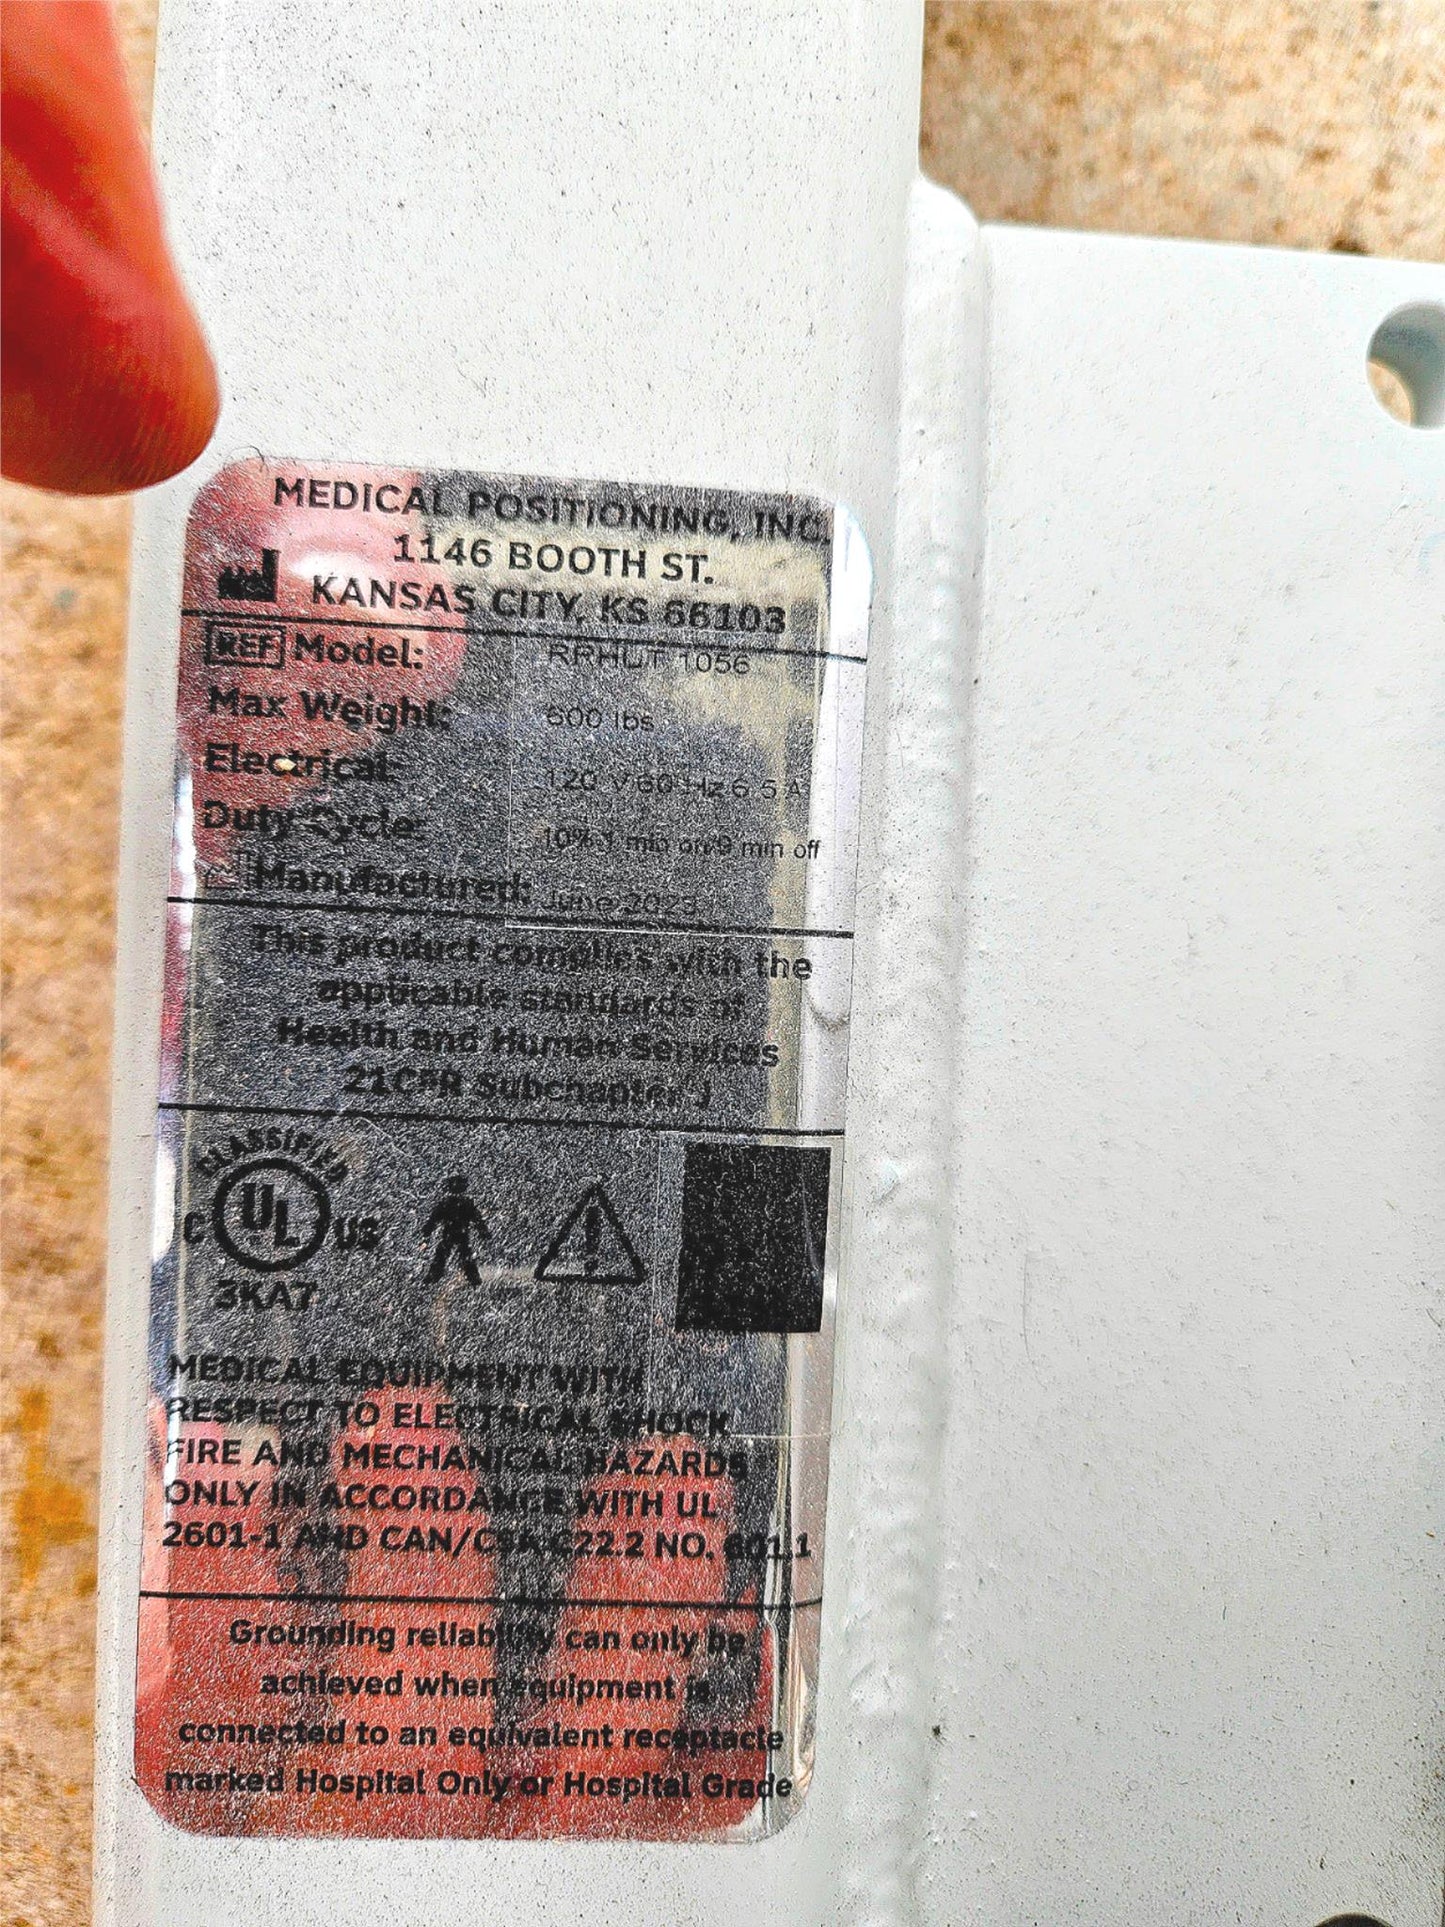 MEDICAL POSITIONING, INC.
1146 BOOTH ST.
KANSAS CITY, KS 66103
REF Model: RRHUT 1056
Max Weight: 600 lbs
Electrical: 120 V 60 Hz 6.5 A
Duty Cycle: 10% 1 min on/9 min off
Manufactured: June 2023
This product complies with the
applicable standards of
Health and Human Services
21CFR Subchapter J
CLASSIFIED
C UL US
3KA7
MEDICAL EQUIPMENT WITH
RESPECT TO ELECTRICAL SHOCK
FIRE AND MECHANICAL HAZARDS
ONLY IN ACCORDANCE WITH UL
2601-1 AND CAN/CSA C22.2 NO. 601.1
Grounding reliability can only be
achieved when equipment is
connected to an equivalent receptacle
marked Hospital Only or Hospital Grade